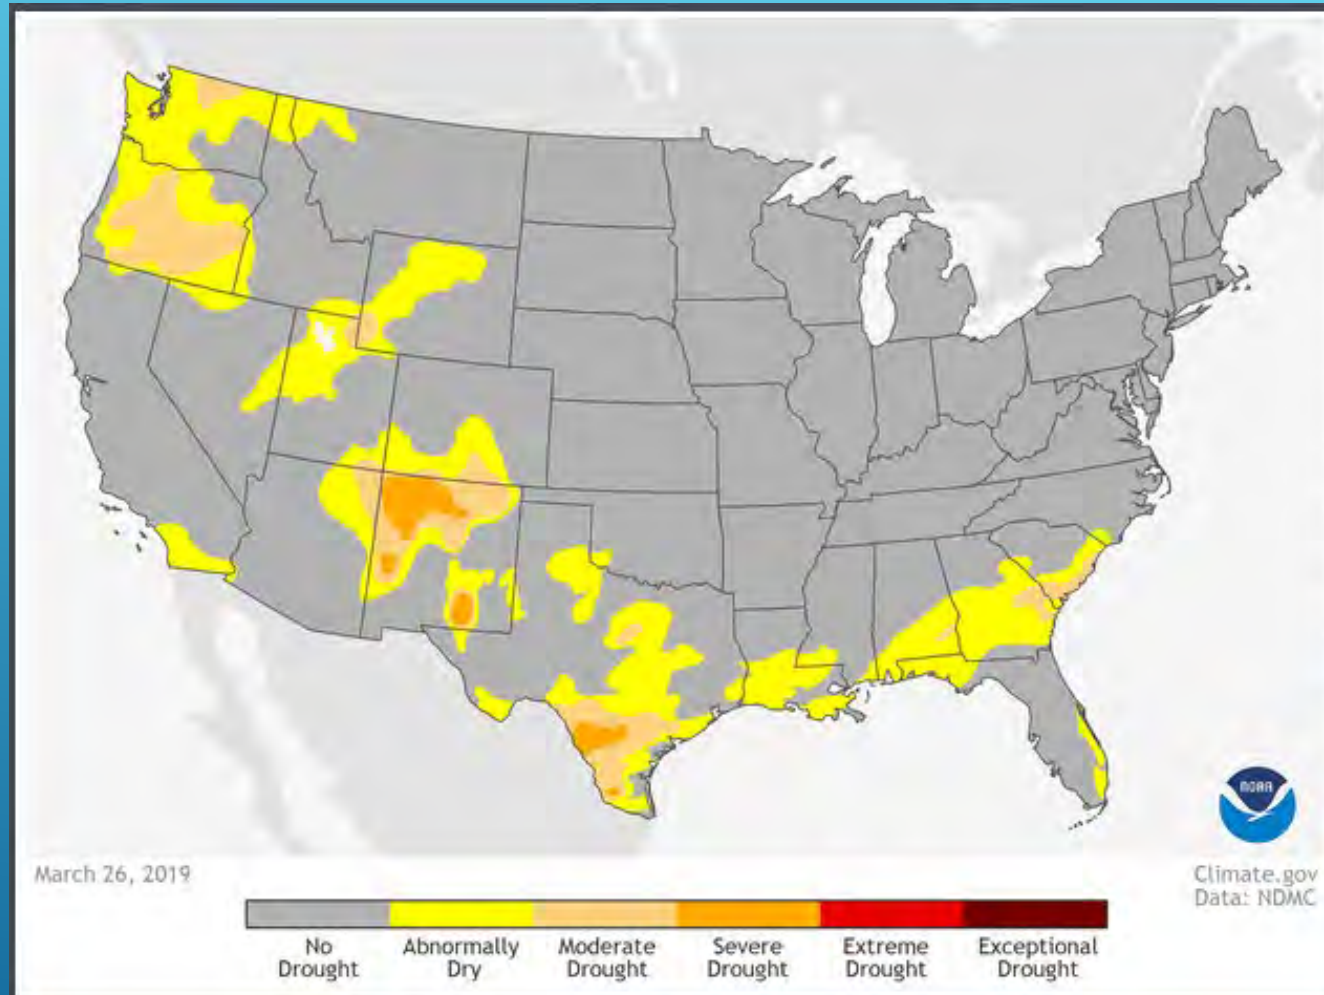 NOAA
March 26, 2019
Climate.gov
Data: NDMC
No
Drought
Abnormally
Dry
Moderate
Drought
Severe
Drought
Extreme
Drought
Exceptional
Drought